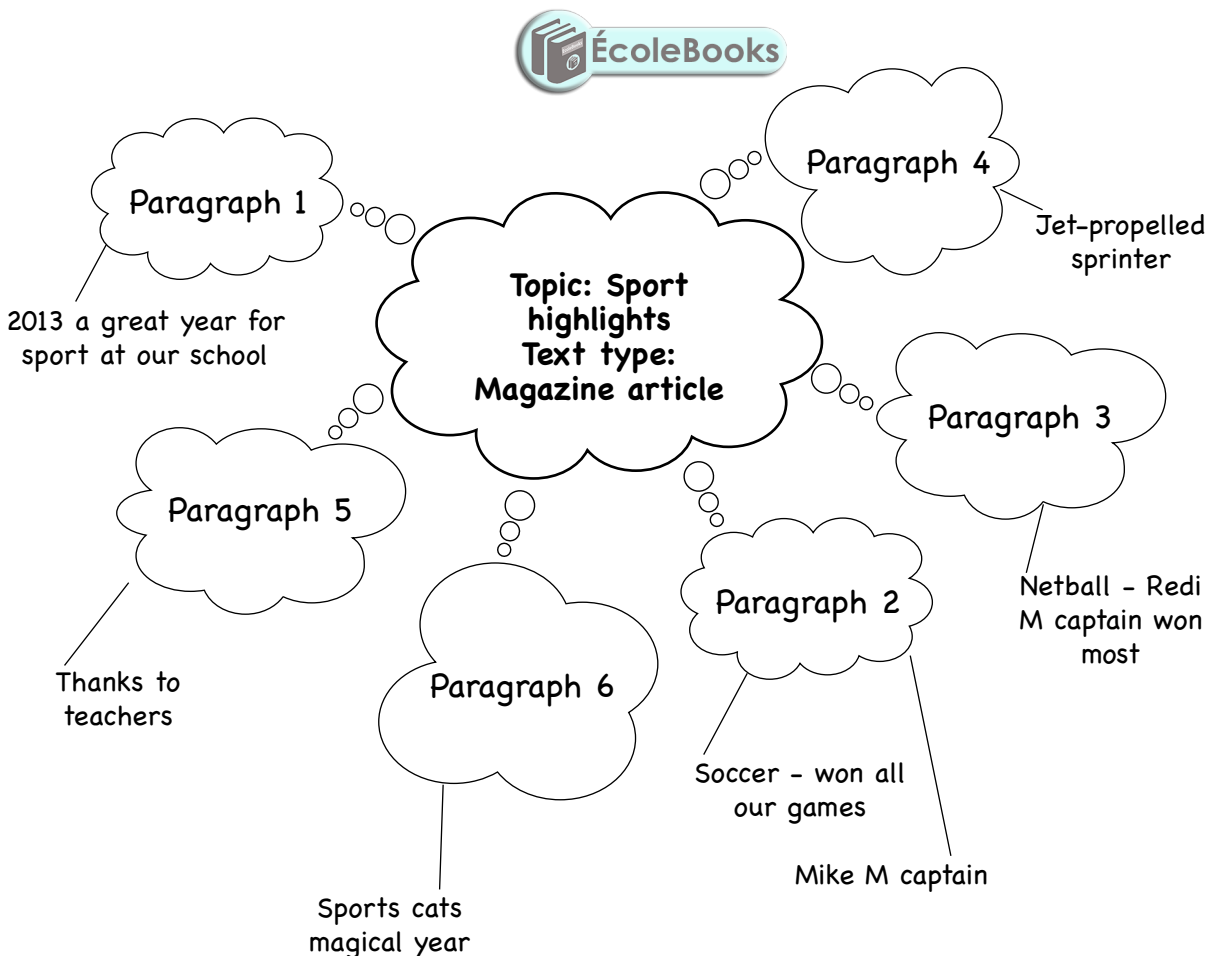 ÉcoleBooks
Topic: Sport
highlights
Text type:
Magazine article
Paragraph 1
2013 a great year for
sport at our school
Paragraph 2
Soccer - won all
our games
Mike M captain
Paragraph 3
Netball - Redi
M captain won
most
Paragraph 4
Jet-propelled
sprinter
Paragraph 5
Thanks to
teachers
Paragraph 6
Sports cats
magical year